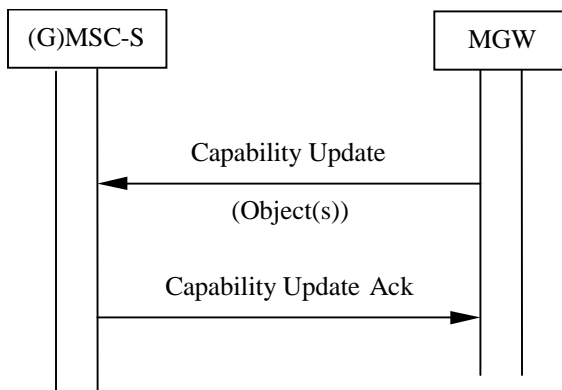 (G)MSC-S
MGW
Capability Update
(Object(s))
Capability Update Ack